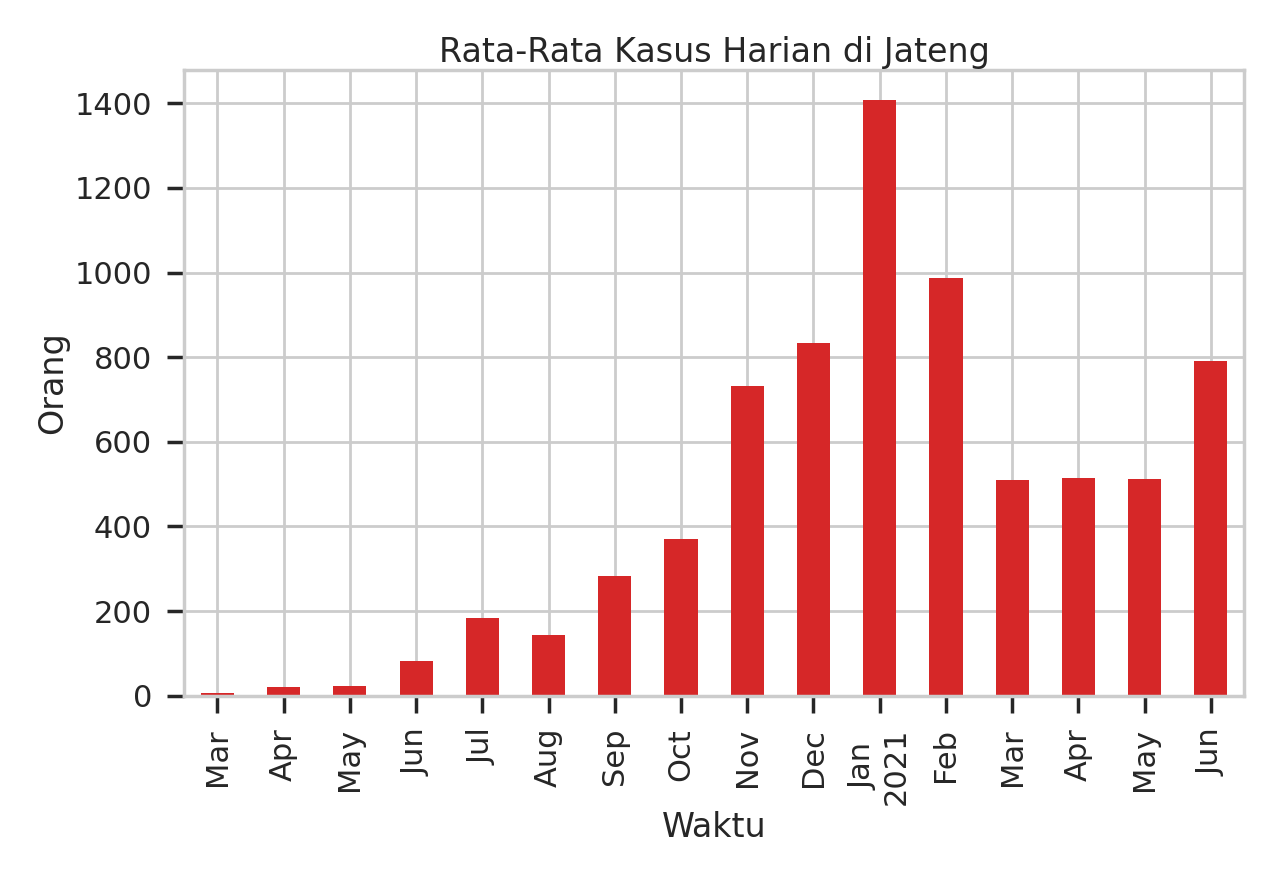 Rata-Rata Kasus Harian di Jateng
1400
1200
1000
800
600
400
200
0
Orang
Mar
Apr
May
Jun
Jul
Aug
Sep
Oct
Nov
Dec
Jan
2021
Feb
Mar
Apr
May
Jun
Waktu